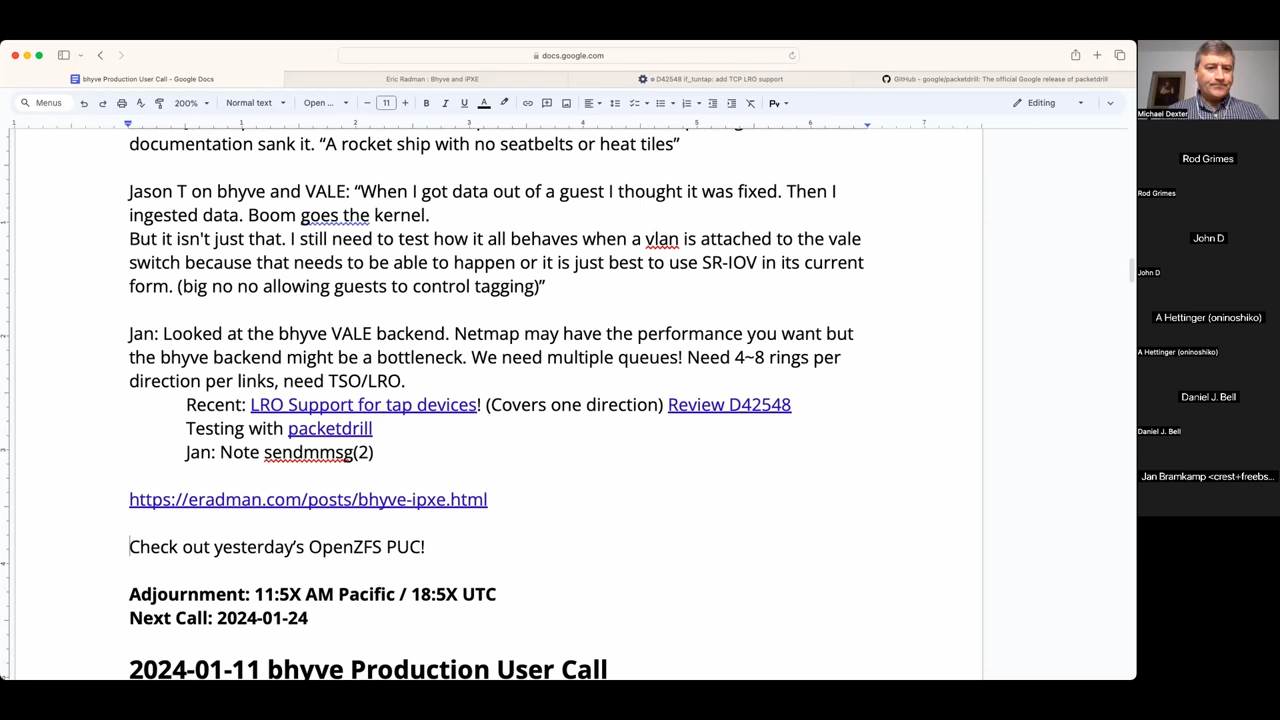 docs.google.com
bhyve Production User Call - Google Docs
Eric Radman : Bhyve and iPXE
D42548 if_tuntap: add TCP LRO support
GitHub - google/packetdrill: The official Google release of packetdrill
Menus
200%
Normal text
Open ...
11
Editing
1 2 3 4 5 6 7
documentation sank it. “A rocket ship with no seatbelts or heat tiles”
Jason T on bhyve and VALE: “When I got data out of a guest I thought it was fixed. Then I
ingested data. Boom goes the kernel.
But it isn't just that. I still need to test how it all behaves when a vlan is attached to the vale
switch because that needs to be able to happen or it is just best to use SR-IOV in its current
form. (big no no allowing guests to control tagging)”
Jan: Looked at the bhyve VALE backend. Netmap may have the performance you want but
the bhyve backend might be a bottleneck. We need multiple queues! Need 4~8 rings per
direction per links, need TSO/LRO.
Recent: LRO Support for tap devices! (Covers one direction) Review D42548
Testing with packetdrill
Jan: Note sendmmsg(2)
https://eradman.com/posts/bhyve-ipxe.html
Check out yesterday’s OpenZFS PUC!
Adjournment: 11:5X AM Pacific / 18:5X UTC
Next Call: 2024-01-24
2024-01-11 bhyve Production User Call
Michael Dexter
Rod Grimes
Rod Grimes
John D
John D
A Hettinger (oninoshiko)
A Hettinger (oninoshiko)
Daniel J. Bell
Daniel J. Bell
Jan Bramkamp <crest+freebs...